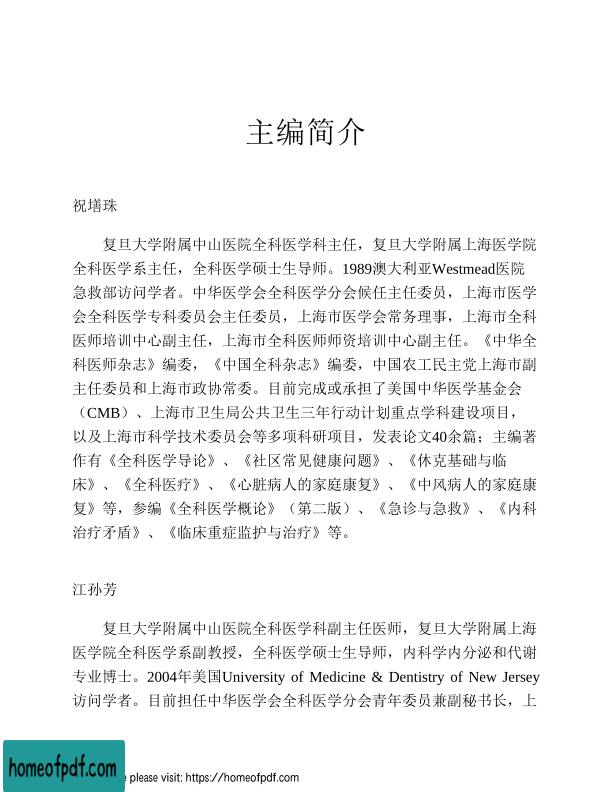 主编简介
祝墡珠
复旦大学附属中山医院全科医学科主任，复旦大学附属上海医学院
全科医学系主任，全科医学硕士生导师。1989澳大利亚Westmead医院
急救部访问学者。中华医学会全科医学分会候任主任委员，上海市医学
会全科医学专科委员会主任委员，上海市医学会常务理事，上海市全科
医师培训中心副主任，上海市全科医师师资培训中心副主任。《中华全
科医师杂志》编委，《中国全科杂志》编委，中国农工民主党上海市副
主任委员和上海市政协常委。目前完成或承担了美国中华医学基金会
（CMB）、上海市卫生局公共卫生三年行动计划重点学科建设项目，
以及上海市科学技术委员会等多项科研项目，发表论文40余篇；主编著
作有《全科医学导论》、《社区常见健康问题》、《休克基础与临
床》、《全科医疗》、《心脏病人的家庭康复》、《中风病人的家庭康
复》等，参编《全科医学概论》（第二版）、《急诊与急救》、《内科
治疗矛盾》、《临床重症监护与治疗》等。
江孙芳
复旦大学附属中山医院全科医学科副主任医师，复旦大学附属上海
医学院全科医学系副教授，全科医学硕士生导师，内科学内分泌和代谢
专业博士。2004年美国University of Medicine & Dentistry of New Jersey
访问学者。目前担任中华医学会全科医学分会青年委员兼副秘书长，上
homeofpdf.com
please visit: https://homeofpdf.com